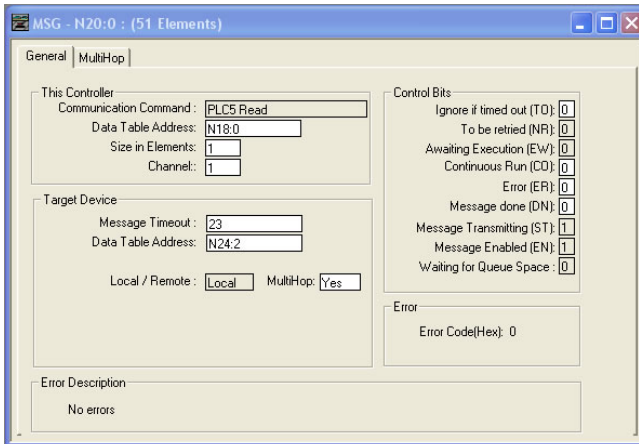 MSG - N20:0 : (51 Elements)
General
MultiHop
This Controller
Communication Command : PLC5 Read
Data Table Address: N18:0
Size in Elements: 1
Channel:: 1
Target Device
Message Timeout : 23
Data Table Address: N24:2
Local / Remote : Local MultiHop: Yes
Control Bits
Ignore if timed out (TO): 0
To be retried (NR): 0
Awaiting Execution (EW): 0
Continuous Run (CO): 0
Error (ER): 0
Message done (DN): 0
Message Transmitting (ST): 1
Message Enabled (EN): 1
Waiting for Queue Space : 0
Error
Error Code(Hex): 0
Error Description
No errors